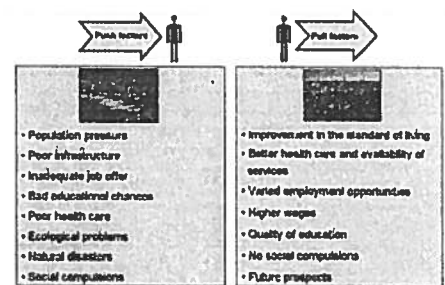 Push factors
Pull factors
• Population pressure
• Poor infrastructure
• Inadequate job offer
• Bad educational chances
• Poor health care
• Ecological problems
• Natural disasters
• Social compulsions
• Improvement in the standard of living
• Better health care and availability of
services
• Varied employment opportunities
• Higher wages
• Quality of education
• No social compulsions
• Future prospects